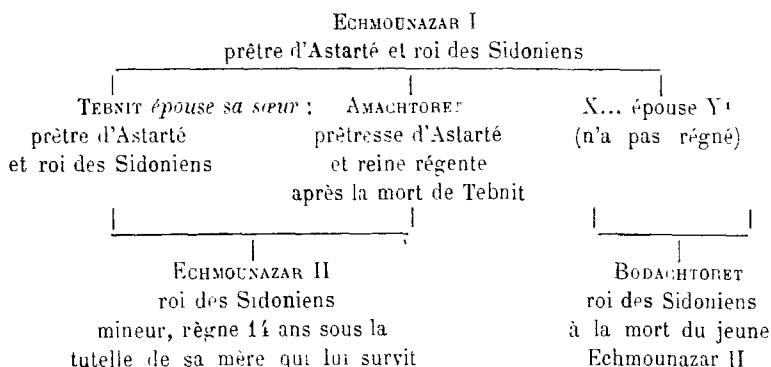 ECHMOUNAZAR I
prêtre d'Astarté et roi des Sidoniens
TEBNIT épouse sa sœur :
prêtre d'Astarté
et roi des Sidoniens
AMACHTORET
prêtresse d'Astarté
et reine régente
après la mort de Tebnit
X... épouse Y¹
(n'a pas régné)
ECHMOUNAZAR II
roi des Sidoniens
mineur, règne 14 ans sous la
tutelle de sa mère qui lui survit
BODACHTORET
roi des Sidoniens
à la mort du jeune
Echmounazar II